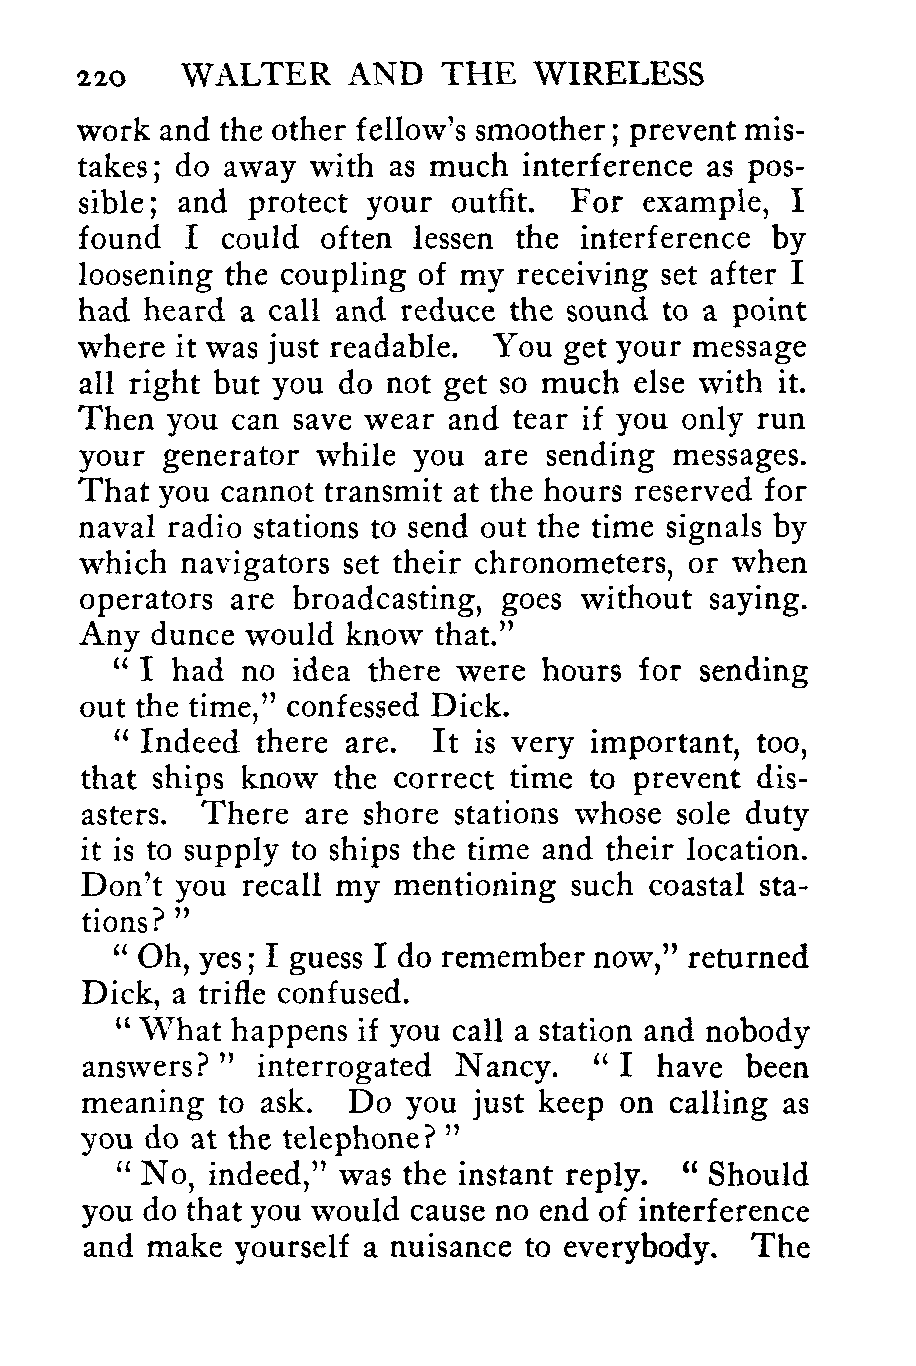 220 WALTER AND THE WIRELESS
work and the other fellow's smoother; prevent mis-
takes; do away with as much interference as pos-
sible; and protect your outfit. For example, I
found I could often lessen the interference by
loosening the coupling of my receiving set after I
had heard a call and reduce the sound to a point
where it was just readable. You get your message
all right but you do not get so much else with it.
Then you can save wear and tear if you only run
your generator while you are sending messages.
That you cannot transmit at the hours reserved for
naval radio stations to send out the time signals by
which navigators set their chronometers, or when
operators are broadcasting, goes without saying.
Any dunce would know that.”
“ I had no idea there were hours for sending
out the time,” confessed Dick.
“ Indeed there are. It is very important, too,
that ships know the correct time to prevent dis-
asters. There are shore stations whose sole duty
it is to supply to ships the time and their location.
Don't you recall my mentioning such coastal sta-
tions? ”
“ Oh, yes; I guess I do remember now,” returned
Dick, a trifle confused.
“ What happens if you call a station and nobody
answers? ” interrogated Nancy. “ I have been
meaning to ask. Do you just keep on calling as
you do at the telephone? ”
“ No, indeed,” was the instant reply. “ Should
you do that you would cause no end of interference
and make yourself a nuisance to everybody. The